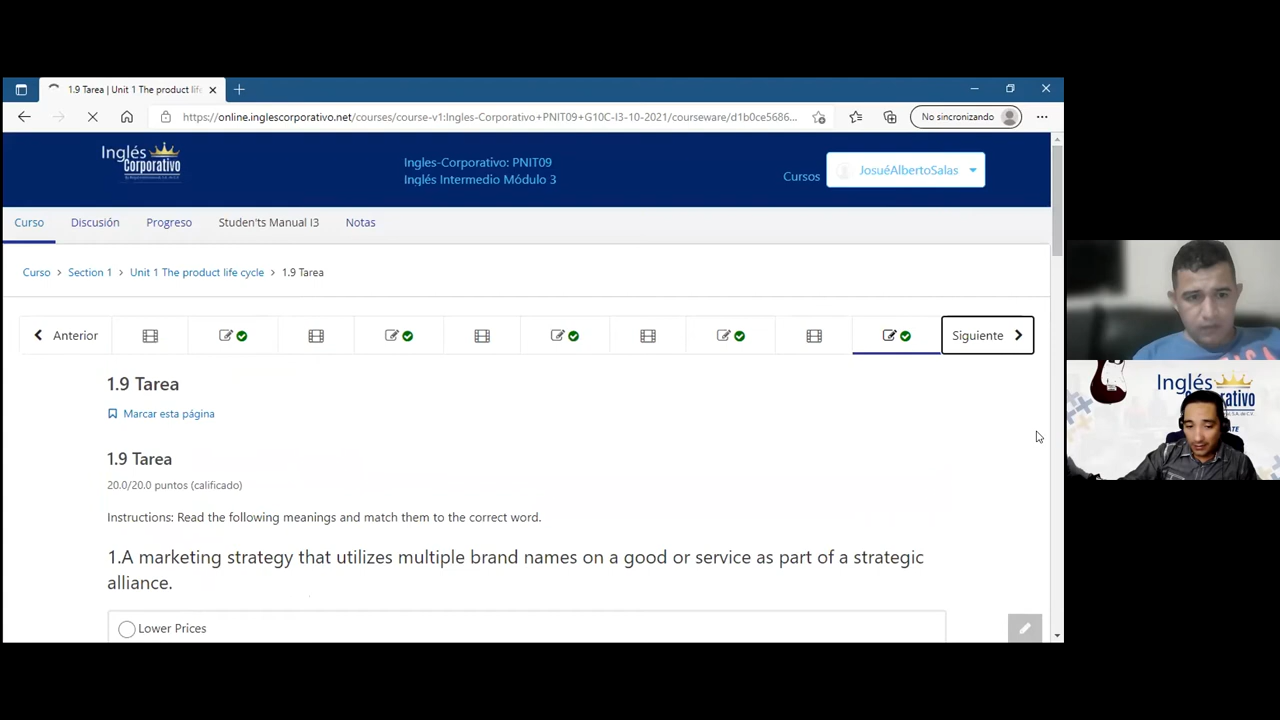 1.9 Tarea | Unit 1 The product life
https://online.inglescorporativo.net/courses/course-v1:Ingles-Corporativo+PNIT09+G10C-I3-10-2021/courseware/d1b0ce5686...
No sincronizando
Inglés
Corporativo
Ingles-Corporativo: PNIT09
Inglés Intermedio Módulo 3
Cursos
JosuéAlbertoSalas
Curso
Discusión
Progreso
Studen'ts Manual I3
Notas
Curso > Section 1 > Unit 1 The product life cycle > 1.9 Tarea
Anterior
Siguiente
1.9 Tarea
Marcar esta página
1.9 Tarea
20.0/20.0 puntos (calificado)
Instructions: Read the following meanings and match them to the correct word.
1.A marketing strategy that utilizes multiple brand names on a good or service as part of a strategic
alliance.
Lower Prices
Inglés